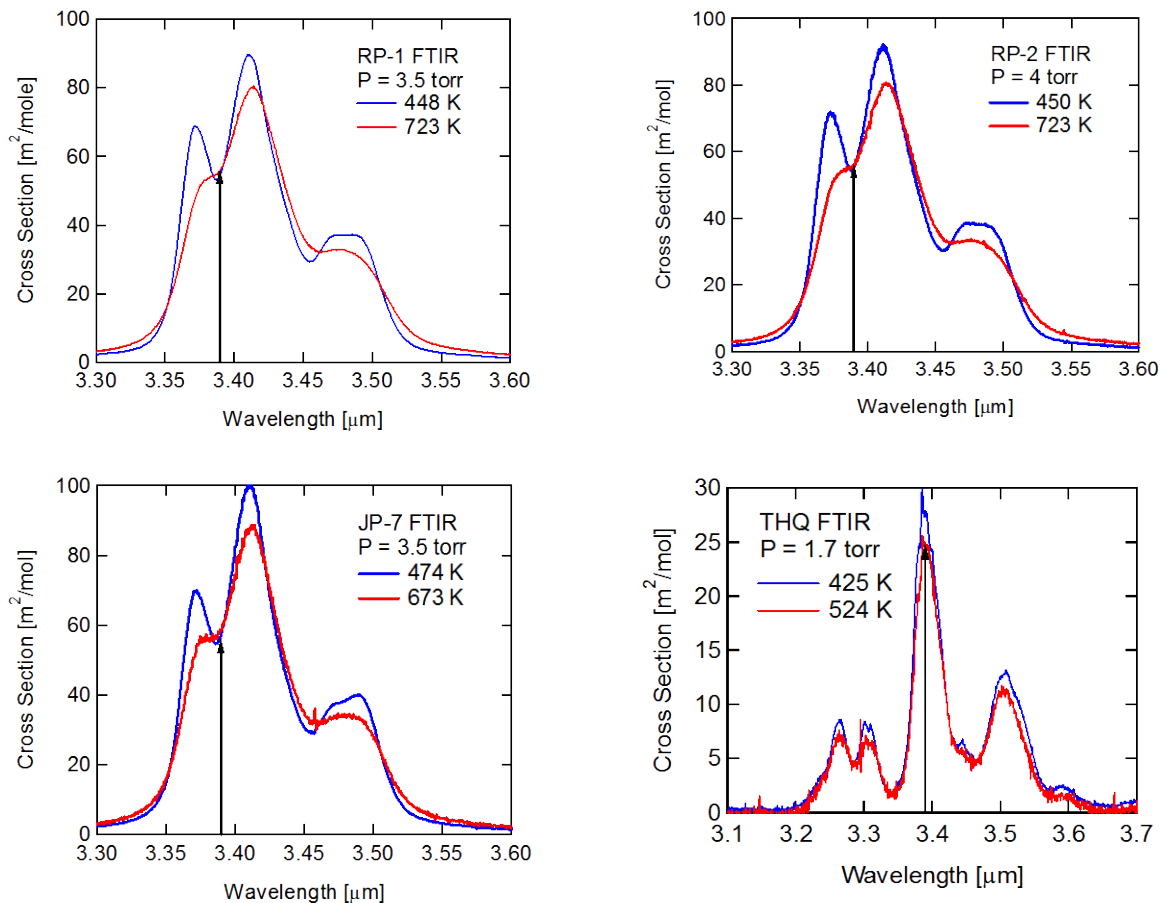 100
80
60
40
20
0
Cross Section [m²/mole]
RP-1 FTIR
P = 3.5 torr
448 K
723 K
3.30 3.35 3.40 3.45 3.50 3.55 3.60
Wavelength [μm]
100
80
60
40
20
0
Cross Section [m²/mol]
RP-2 FTIR
P = 4 torr
450 K
723 K
3.30 3.35 3.40 3.45 3.50 3.55 3.60
Wavelength [μm]
100
80
60
40
20
0
Cross Section [m²/mol]
JP-7 FTIR
P = 3.5 torr
474 K
673 K
3.30 3.35 3.40 3.45 3.50 3.55 3.60
Wavelength [μm]
30
25
20
15
10
5
0
Cross Section [m²/mol]
THQ FTIR
P = 1.7 torr
425 K
524 K
3.1 3.2 3.3 3.4 3.5 3.6 3.7
Wavelength [μm]